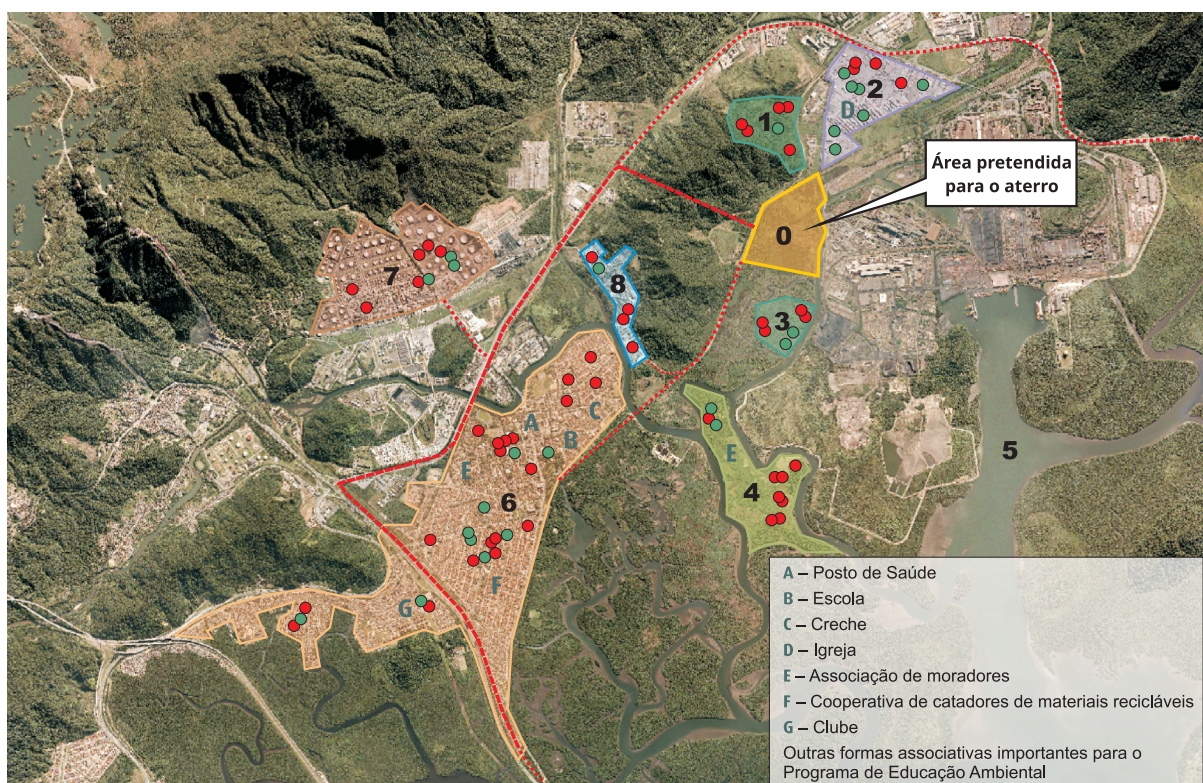 2
1
D
Área pretendida
para o aterro
0
7
8
3
A
C
B
E
E
5
4
6
F
G
A – Posto de Saúde
B – Escola
C – Creche
D – Igreja
E – Associação de moradores
F – Cooperativa de catadores de materiais recicláveis
G – Clube
Outras formas associativas importantes para o
Programa de Educação Ambiental